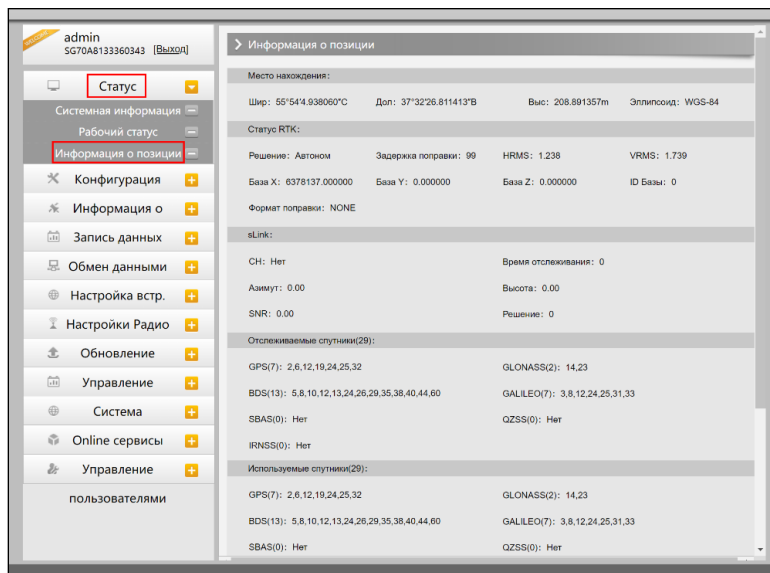 WELCOME
admin
SG70A8133360343 [Выход]
Статус
Системная информация
Рабочий статус
Информация о позиции
Конфигурация
Информация о
Запись данных
Обмен данными
Настройка встр.
Настройки Радио
Обновление
Управление
Система
Online сервисы
Управление
пользователями
Информация о позиции
Место нахождения:
Шир: 55°54'4.938060"С Дол: 37°32'26.811413"В Выс: 208.891357m Эллипсоид: WGS-84
Статус RTK:
Решение: Автоном Задержка поправки: 99 HRMS: 1.238 VRMS: 1.739
База X: 6378137.000000 База Y: 0.000000 База Z: 0.000000 ID Базы: 0
Формат поправки: NONE
sLink:
CH: Нет Время отслеживания: 0
Азимут: 0.00 Высота: 0.00
SNR: 0.00 Решение: 0
Отслеживаемые спутники(29):
GPS(7): 2,6,12,19,24,25,32 GLONASS(2): 14,23
BDS(13): 5,8,10,12,13,24,26,29,35,38,40,44,60 GALILEO(7): 3,8,12,24,25,31,33
SBAS(0): Нет QZSS(0): Нет
IRNSS(0): Нет
Используемые спутники(29):
GPS(7): 2,6,12,19,24,25,32 GLONASS(2): 14,23
BDS(13): 5,8,10,12,13,24,26,29,35,38,40,44,60 GALILEO(7): 3,8,12,24,25,31,33
SBAS(0): Нет QZSS(0): Нет